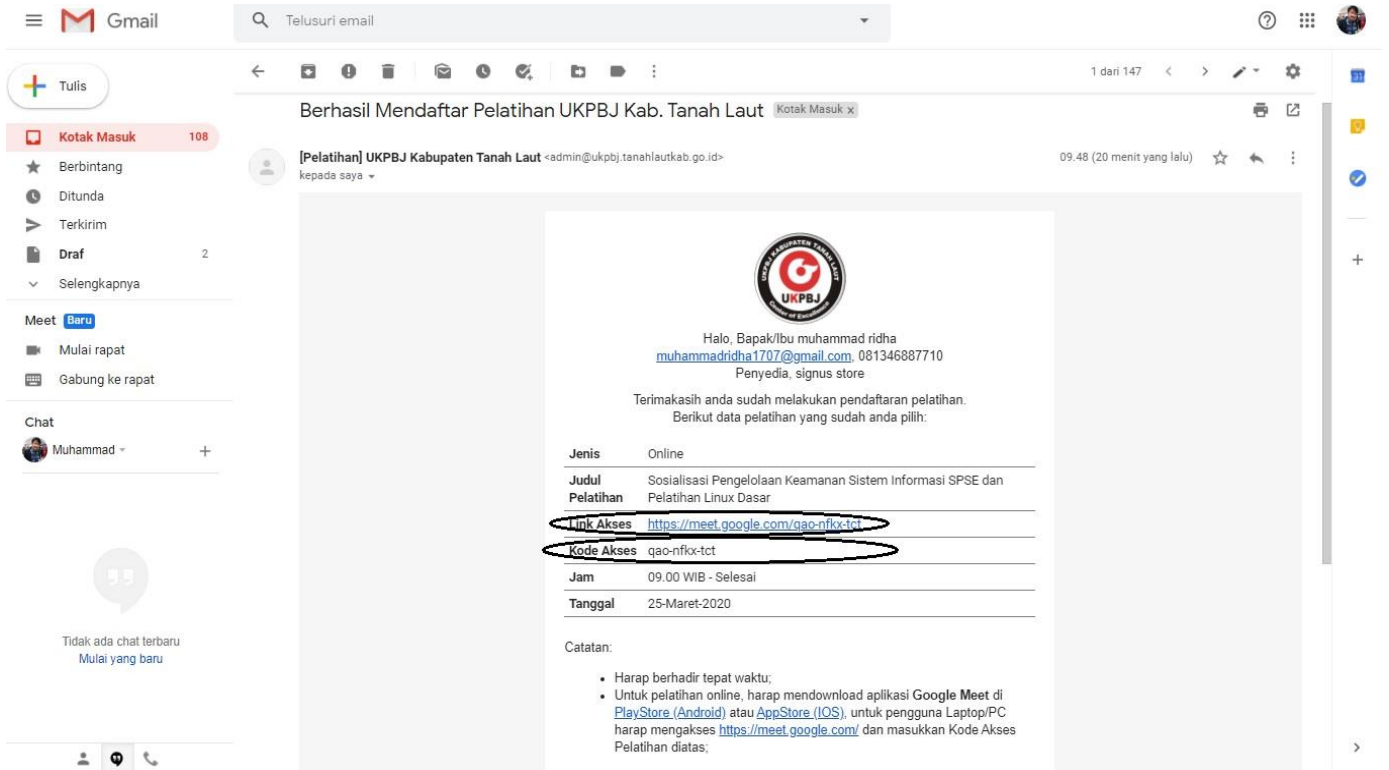 Gmail
Telusuri email
Tulis
1 dari 147
Kotak Masuk 108
Berbintang
Ditunda
Terkirim
Draf 2
Selengkapnya
Meet Baru
Mulai rapat
Gabung ke rapat
Chat
Muhammad
Tidak ada chat terbaru
Mulai yang baru
Berhasil Mendaftar Pelatihan UKPBJ Kab. Tanah Laut Kotak Masuk x
[Pelatihan] UKPBJ Kabupaten Tanah Laut <admin@ukpbj.tanahlautkab.go.id> 09.48 (20 menit yang lalu)
kepada saya
UKPBJ KABUPATEN TANAH LAUT
UKPBJ
Center of Excellence
Halo, Bapak/Ibu muhammad ridha
muhammadridha1707@gmail.com, 081346887710
Penyedia, signus store
Terimakasih anda sudah melakukan pendaftaran pelatihan.
Berikut data pelatihan yang sudah anda pilih:
Jenis Online
Judul Sosialisasi Pengelolaan Keamanan Sistem Informasi SPSE dan
Pelatihan Pelatihan Linux Dasar
Link Akses https://meet.google.com/qao-nfkx-tct
Kode Akses qao-nfkx-tct
Jam 09.00 WIB - Selesai
Tanggal 25-Maret-2020
Catatan:
• Harap berhadir tepat waktu;
• Untuk pelatihan online, harap mendownload aplikasi Google Meet di
PlayStore (Android) atau AppStore (IOS), untuk pengguna Laptop/PC
harap mengakses https://meet.google.com/ dan masukkan Kode Akses
Pelatihan diatas;
31